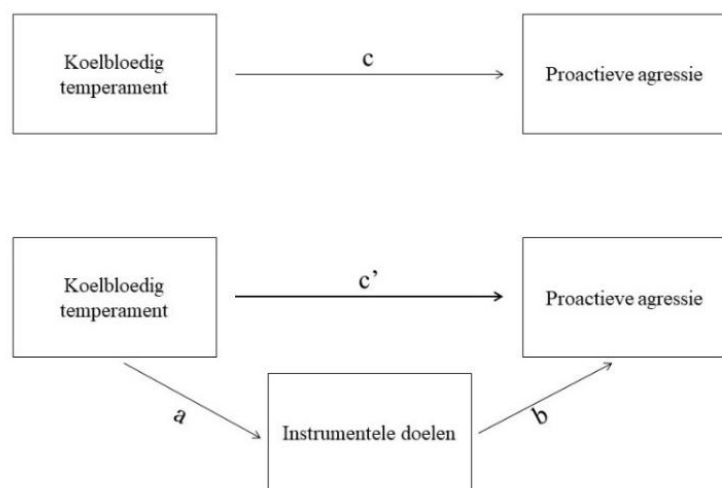 Koelbloedig
temperament
c
Proactieve agressie
Koelbloedig
temperament
c’
Proactieve agressie
a
Instrumentele doelen
b